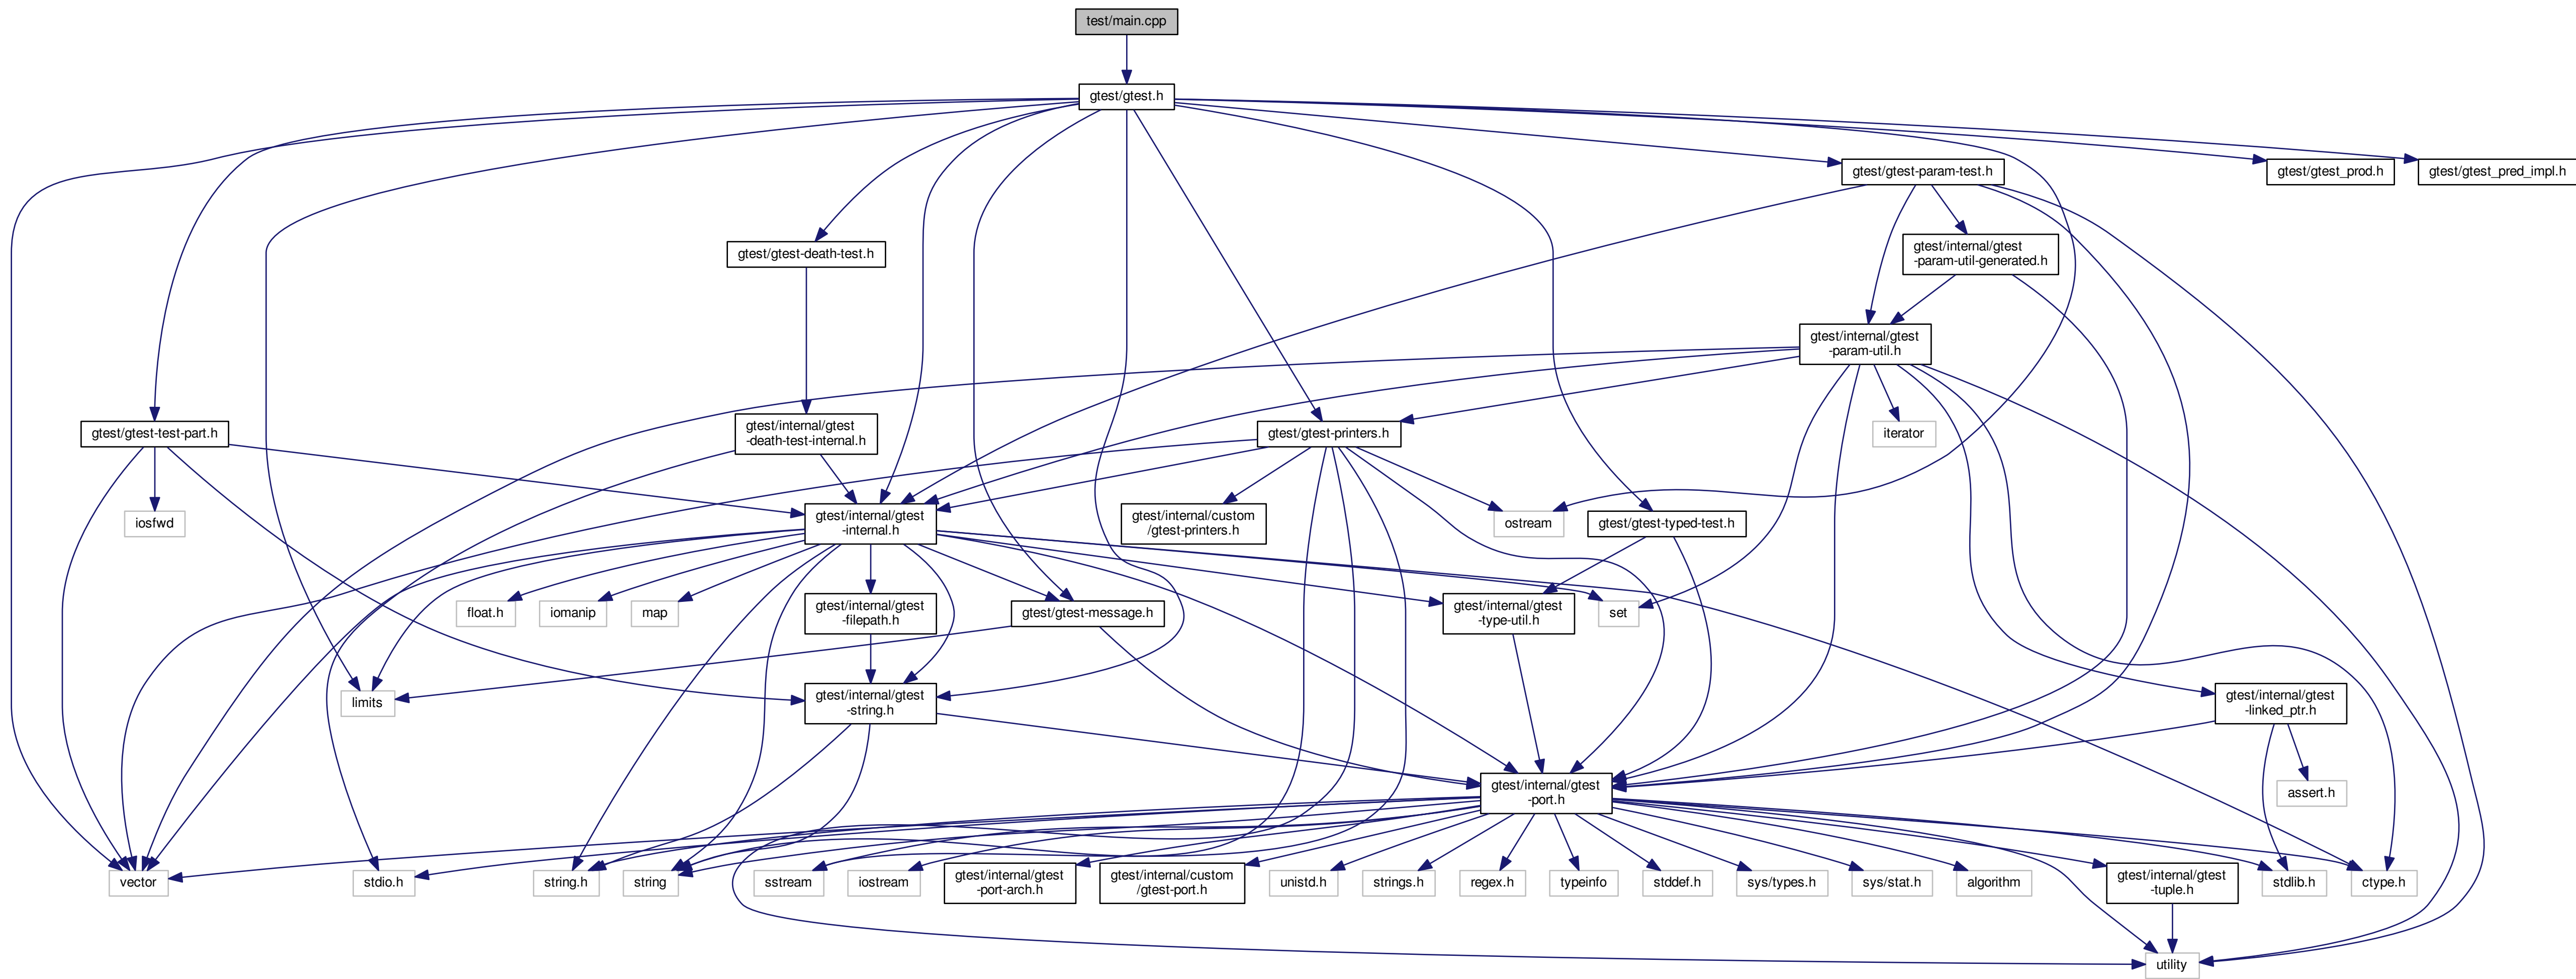 test/main.cpp
gtest/gtest.h
gtest/gtest-param-test.h
gtest/gtest_prod.h
gtest/gtest_pred_impl.h
gtest/gtest-death-test.h
gtest/internal/gtest
-param-util-generated.h
gtest/internal/gtest
-param-util.h
gtest/gtest-test-part.h
gtest/internal/gtest
-death-test-internal.h
gtest/gtest-printers.h
iterator
iosfwd
gtest/internal/gtest
-internal.h
gtest/internal/custom
/gtest-printers.h
ostream
gtest/gtest-typed-test.h
float.h
iomanip
map
gtest/internal/gtest
-filepath.h
gtest/gtest-message.h
gtest/internal/gtest
-type-util.h
set
limits
gtest/internal/gtest
-string.h
gtest/internal/gtest
-linked_ptr.h
gtest/internal/gtest
-port.h
assert.h
vector
stdio.h
string.h
string
sstream
iostream
gtest/internal/gtest
-port-arch.h
gtest/internal/custom
/gtest-port.h
unistd.h
strings.h
regex.h
typeinfo
stddef.h
sys/types.h
sys/stat.h
algorithm
gtest/internal/gtest
-tuple.h
stdlib.h
ctype.h
utility